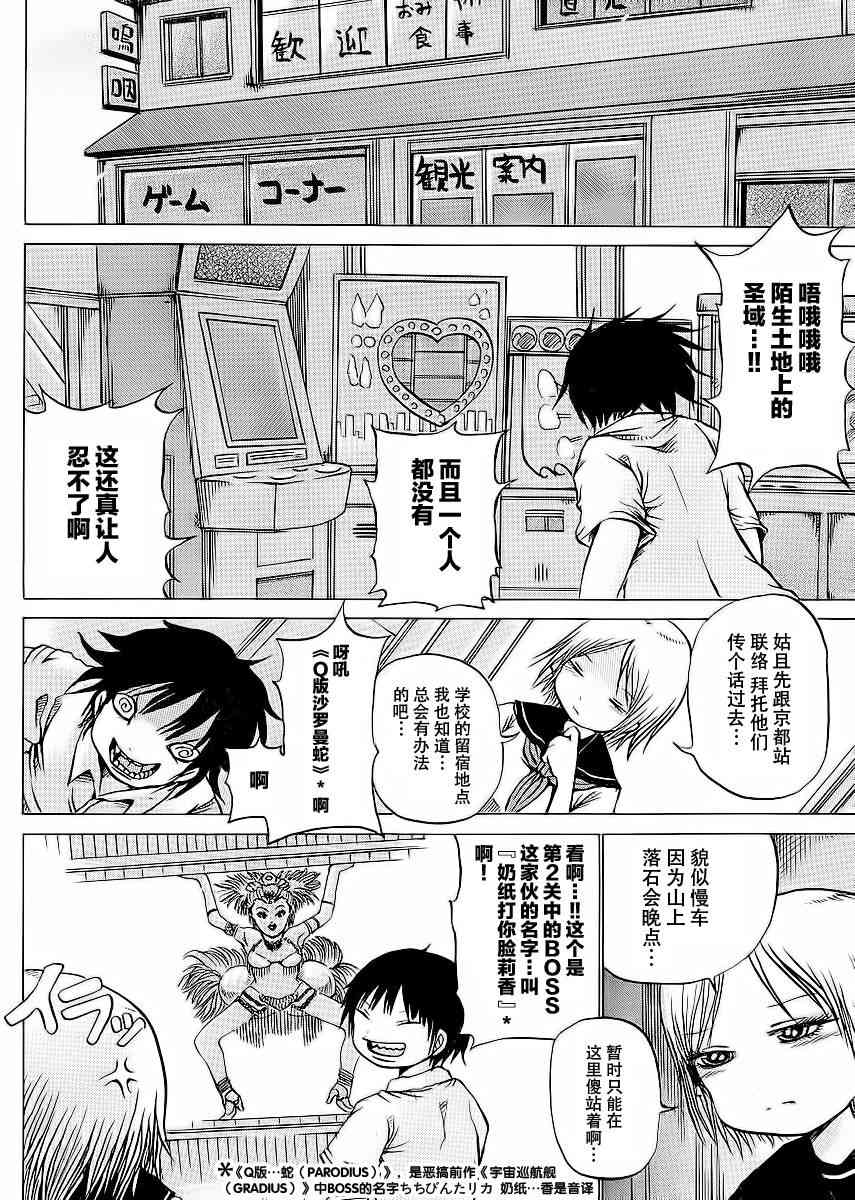 鳴
咽
歓迎
おみ
食事
ゲーム
コーナー
観光
案内
唔哦哦哦
陌生土地上的
圣域…!!
而且一个人
都没有
这还真让人
忍不了啊
姑且先跟京都站
联络 拜托他们
传个话过去…
学校的留宿地点
我也知道…
总会有办法
的吧…
呀吼
《Q版沙罗曼蛇》*啊
啊
貌似慢车
因为山上
落石会晚点…
暂时只能在
这里傻站着啊…
看啊…!!这个是
第2关中的BOSS
这家伙的名字…叫
『奶纸打你脸莉香』*
啊！
イラッ
*《Q版…蛇（PARODIUS）》，是恶搞前作《宇宙巡航舰
（GRADIUS）》中BOSS的名字ちちびんたリカ 奶纸…香是音译